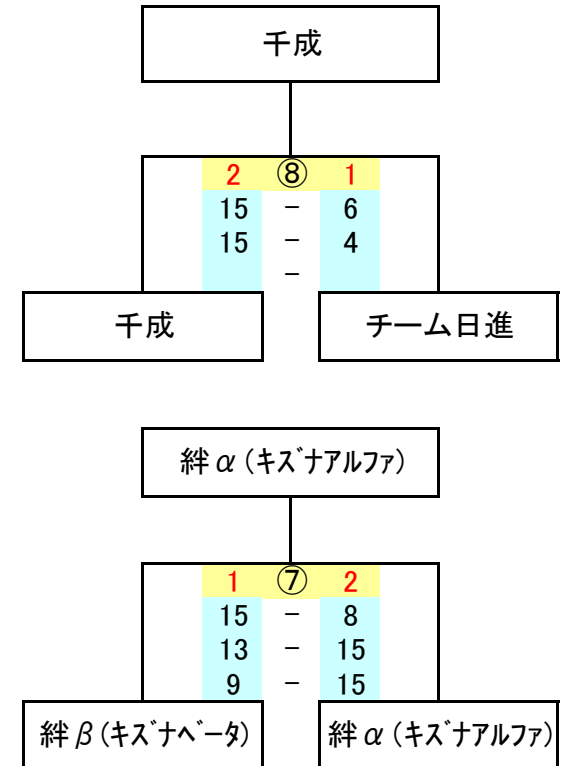 千成
2 ⑧ 1
15 − 6
15 − 4
−
千成 チーム日進
絆α(キズナアルファ)
1 ⑦ 2
15 − 8
13 − 15
9 − 15
絆β(キズナベータ) 絆α(キズナアルファ)